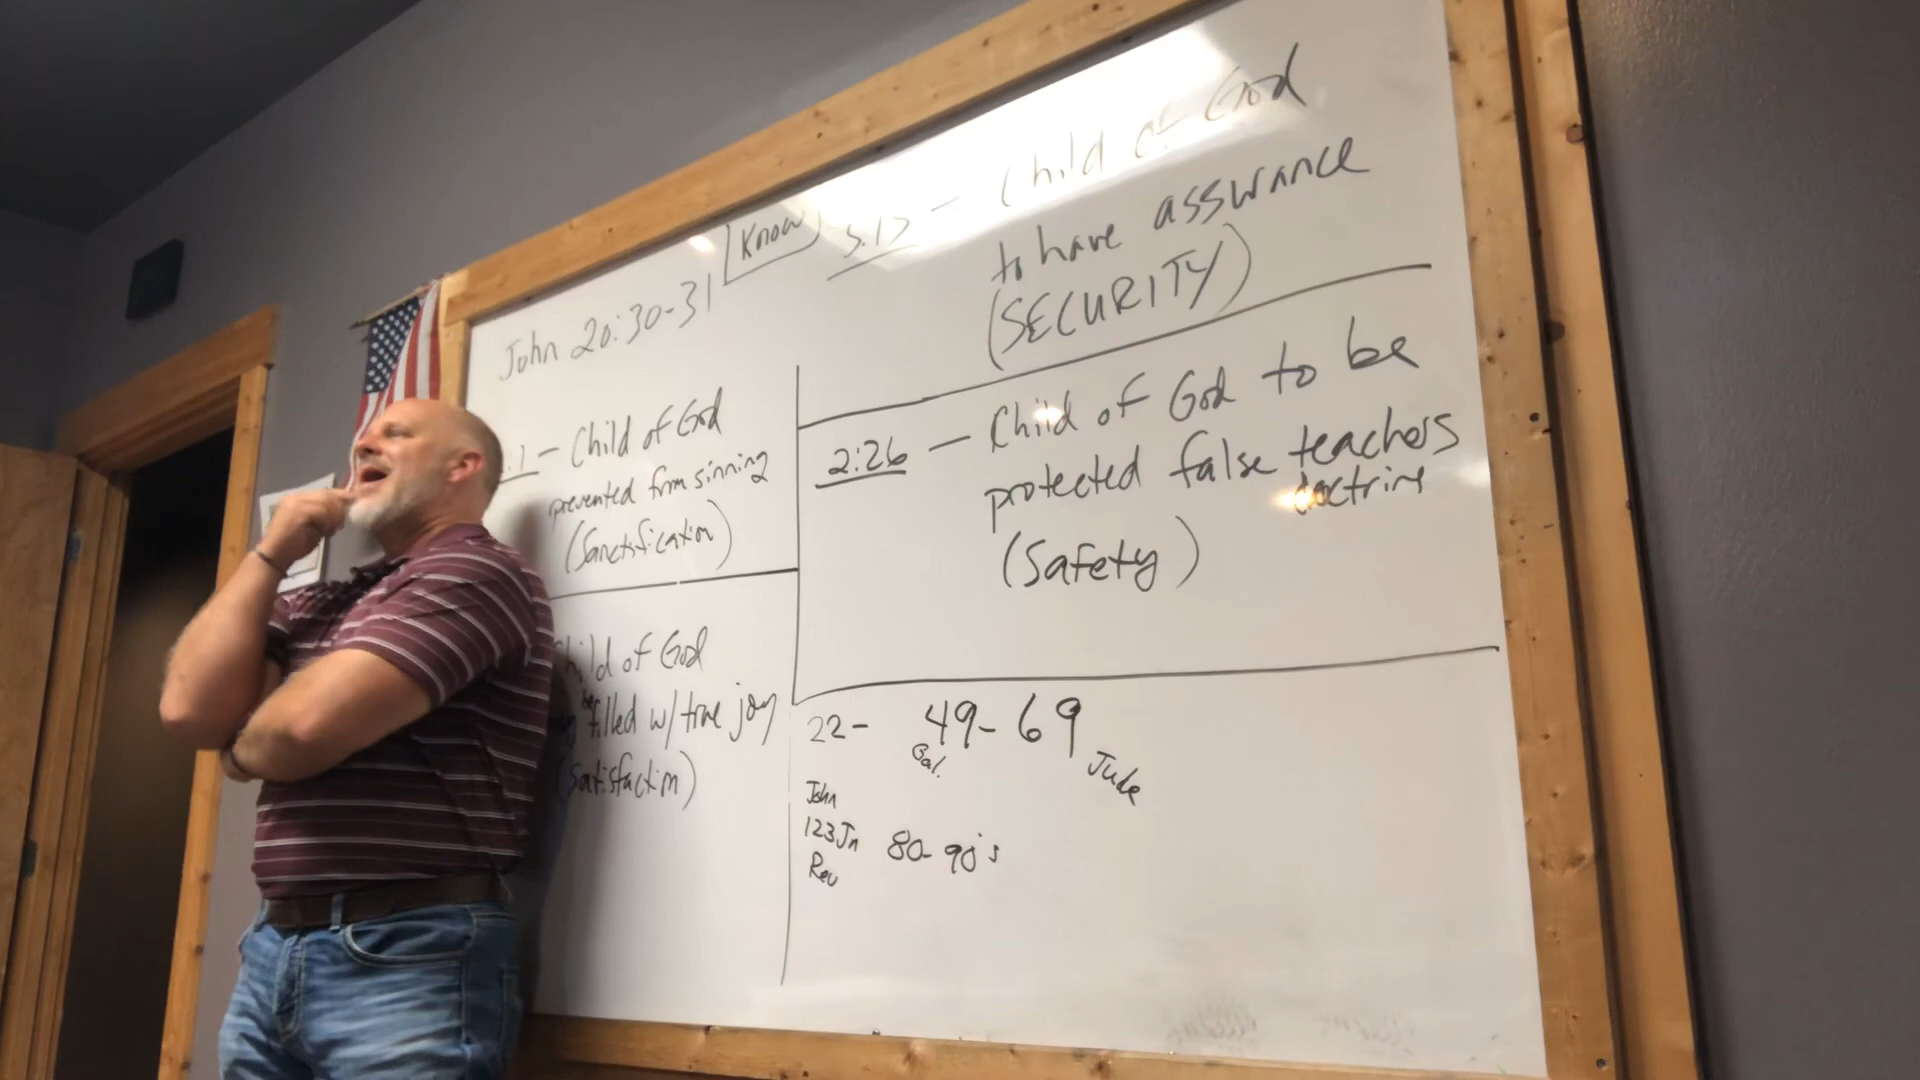 John 20:30-31
Know
5:13 - Child of God
to have assurance
(SECURITY)
.1 - Child of God
prevented from sinning
(Sanctification)
2:26 - Child of God to be
protected false teachers
doctrine
(Safety)
Child of God
be
filled w/ true joy
(Satisfaction)
22- 49-69
Gal. Jude
John
123Jn 80-90's
Rev